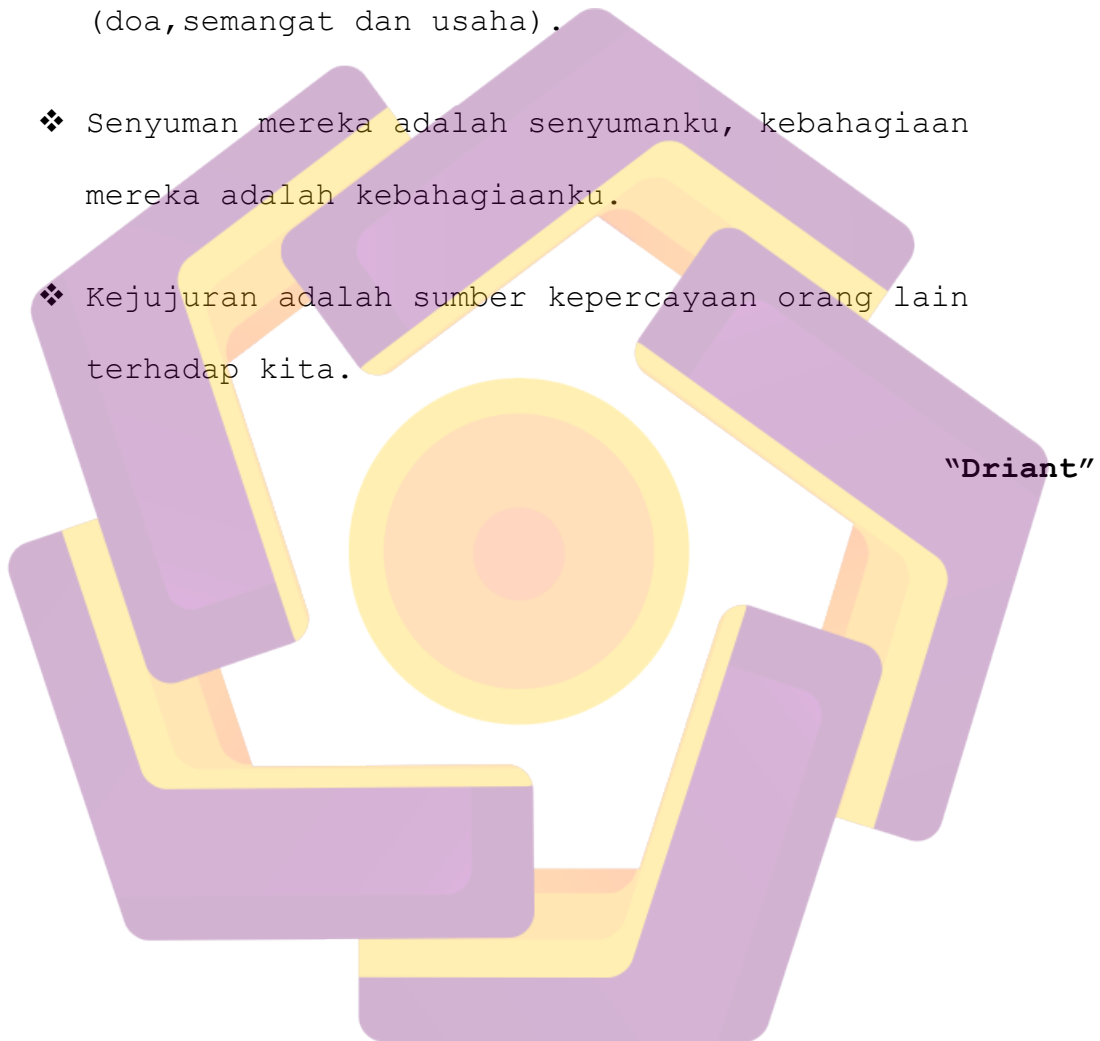 (doa,semangat dan usaha).
❖ Senyuman mereka adalah senyumanku, kebahagiaan
mereka adalah kebahagiaanku.
❖ Kejujuran adalah sumber kepercayaan orang lain
terhadap kita.
“Driant”